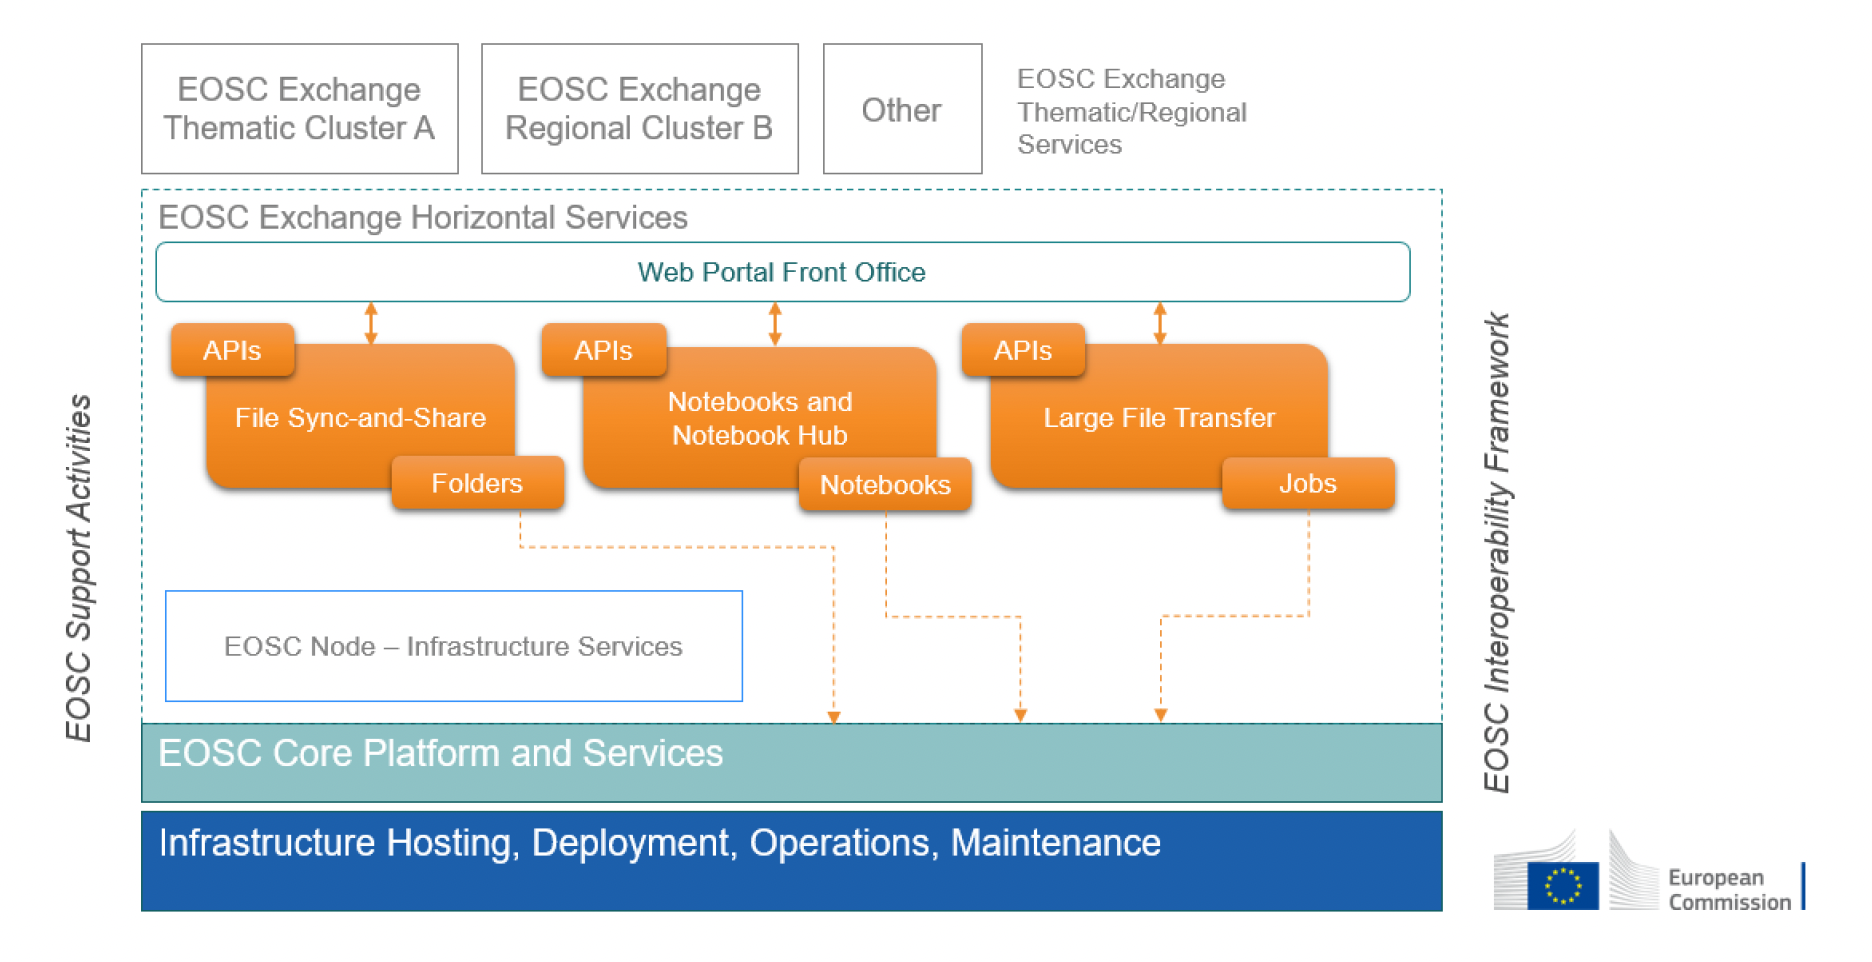 EOSC Exchange
Thematic Cluster A
EOSC Exchange
Regional Cluster B
Other
EOSC Exchange
Thematic/Regional
Services
EOSC Exchange Horizontal Services
Web Portal Front Office
APIs
File Sync-and-Share
Folders
APIs
Notebooks and
Notebook Hub
Notebooks
APIs
Large File Transfer
Jobs
EOSC Node – Infrastructure Services
EOSC Core Platform and Services
Infrastructure Hosting, Deployment, Operations, Maintenance
EOSC Support Activities
EOSC Interoperability Framework
European
Commission